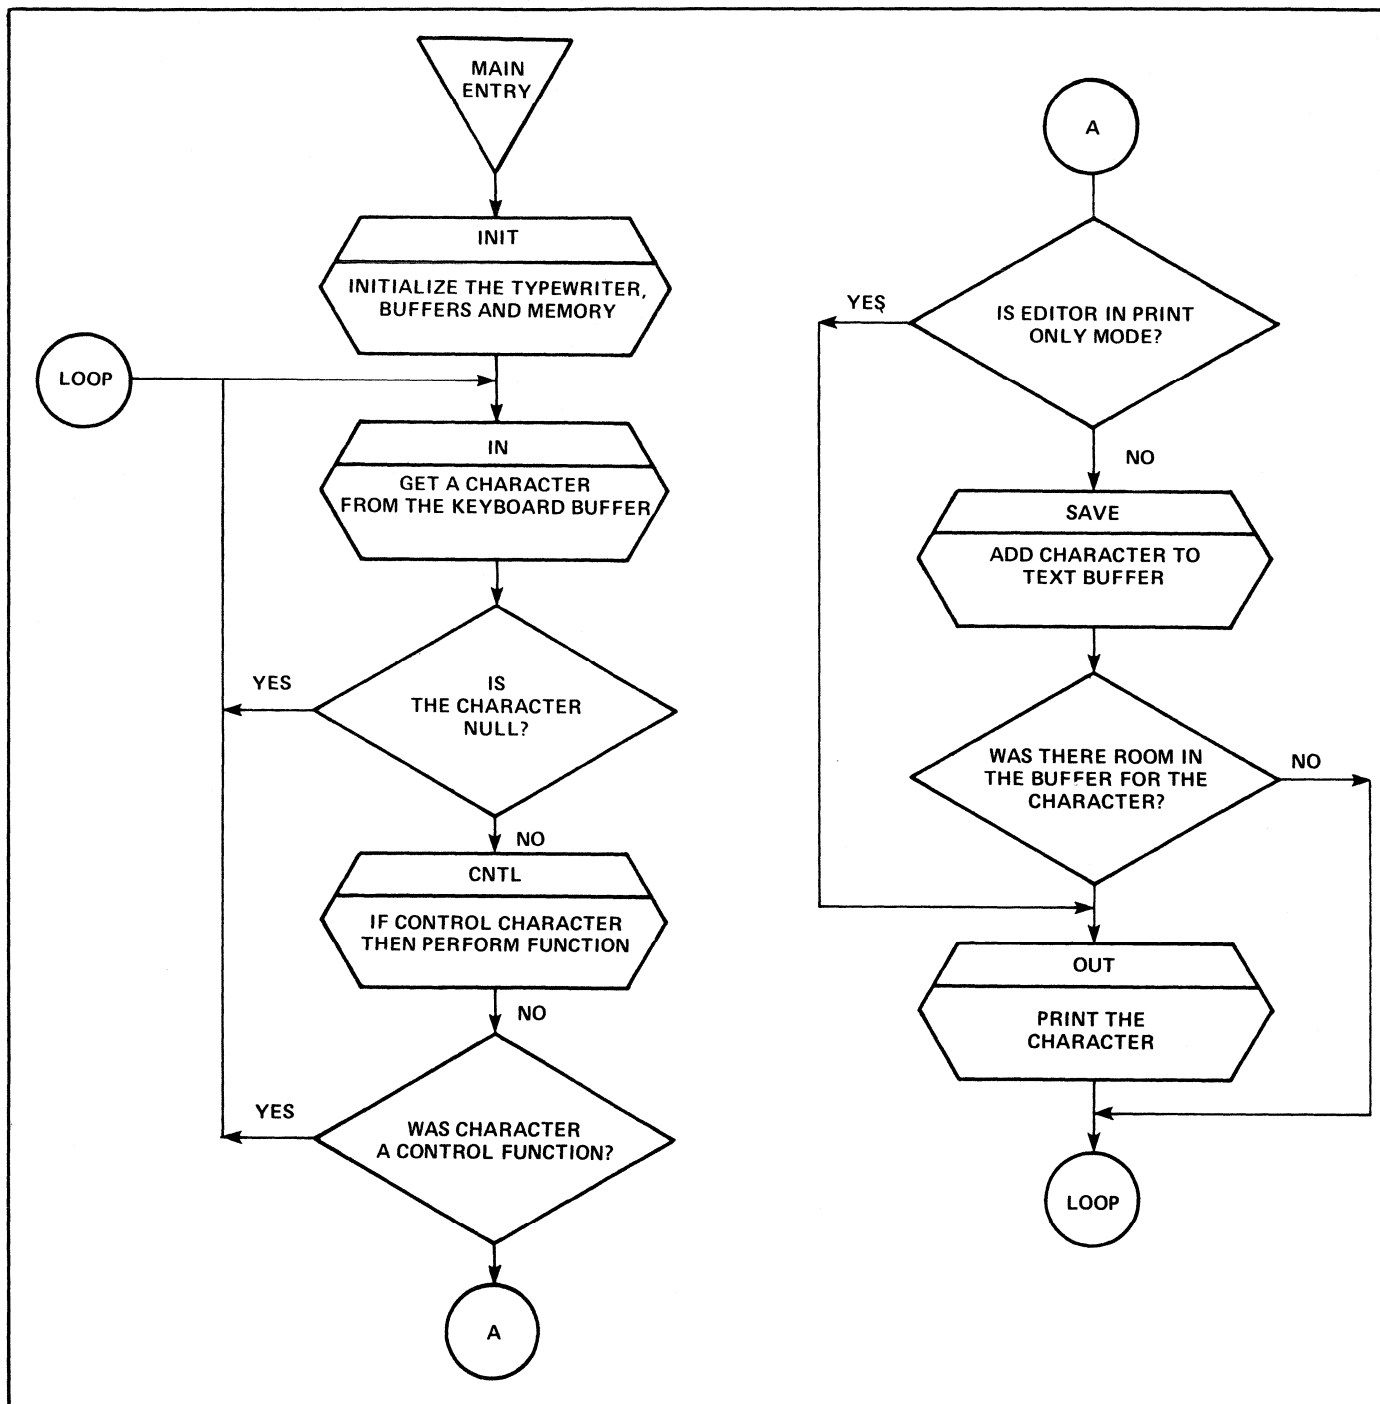 MAIN
ENTRY
INIT
INITIALIZE THE TYPEWRITER,
BUFFERS AND MEMORY
LOOP
IN
GET A CHARACTER
FROM THE KEYBOARD BUFFER
IS
THE CHARACTER
NULL?
YES
NO
CNTL
IF CONTROL CHARACTER
THEN PERFORM FUNCTION
NO
WAS CHARACTER
A CONTROL FUNCTION?
YES
A
A
IS EDITOR IN PRINT
ONLY MODE?
YES
NO
SAVE
ADD CHARACTER TO
TEXT BUFFER
WAS THERE ROOM IN
THE BUFFER FOR THE
CHARACTER?
NO
OUT
PRINT THE
CHARACTER
LOOP